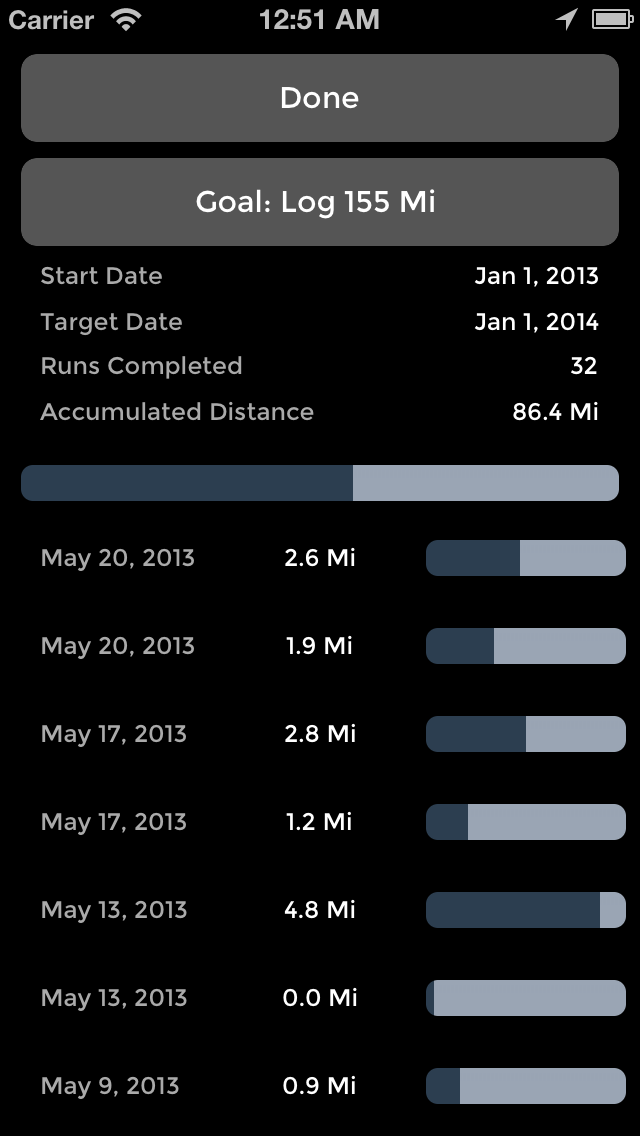 Carrier 12:51 AM
Done
Goal: Log 155 Mi
Start Date Jan 1, 2013
Target Date Jan 1, 2014
Runs Completed 32
Accumulated Distance 86.4 Mi
May 20, 2013 2.6 Mi
May 20, 2013 1.9 Mi
May 17, 2013 2.8 Mi
May 17, 2013 1.2 Mi
May 13, 2013 4.8 Mi
May 13, 2013 0.0 Mi
May 9, 2013 0.9 Mi